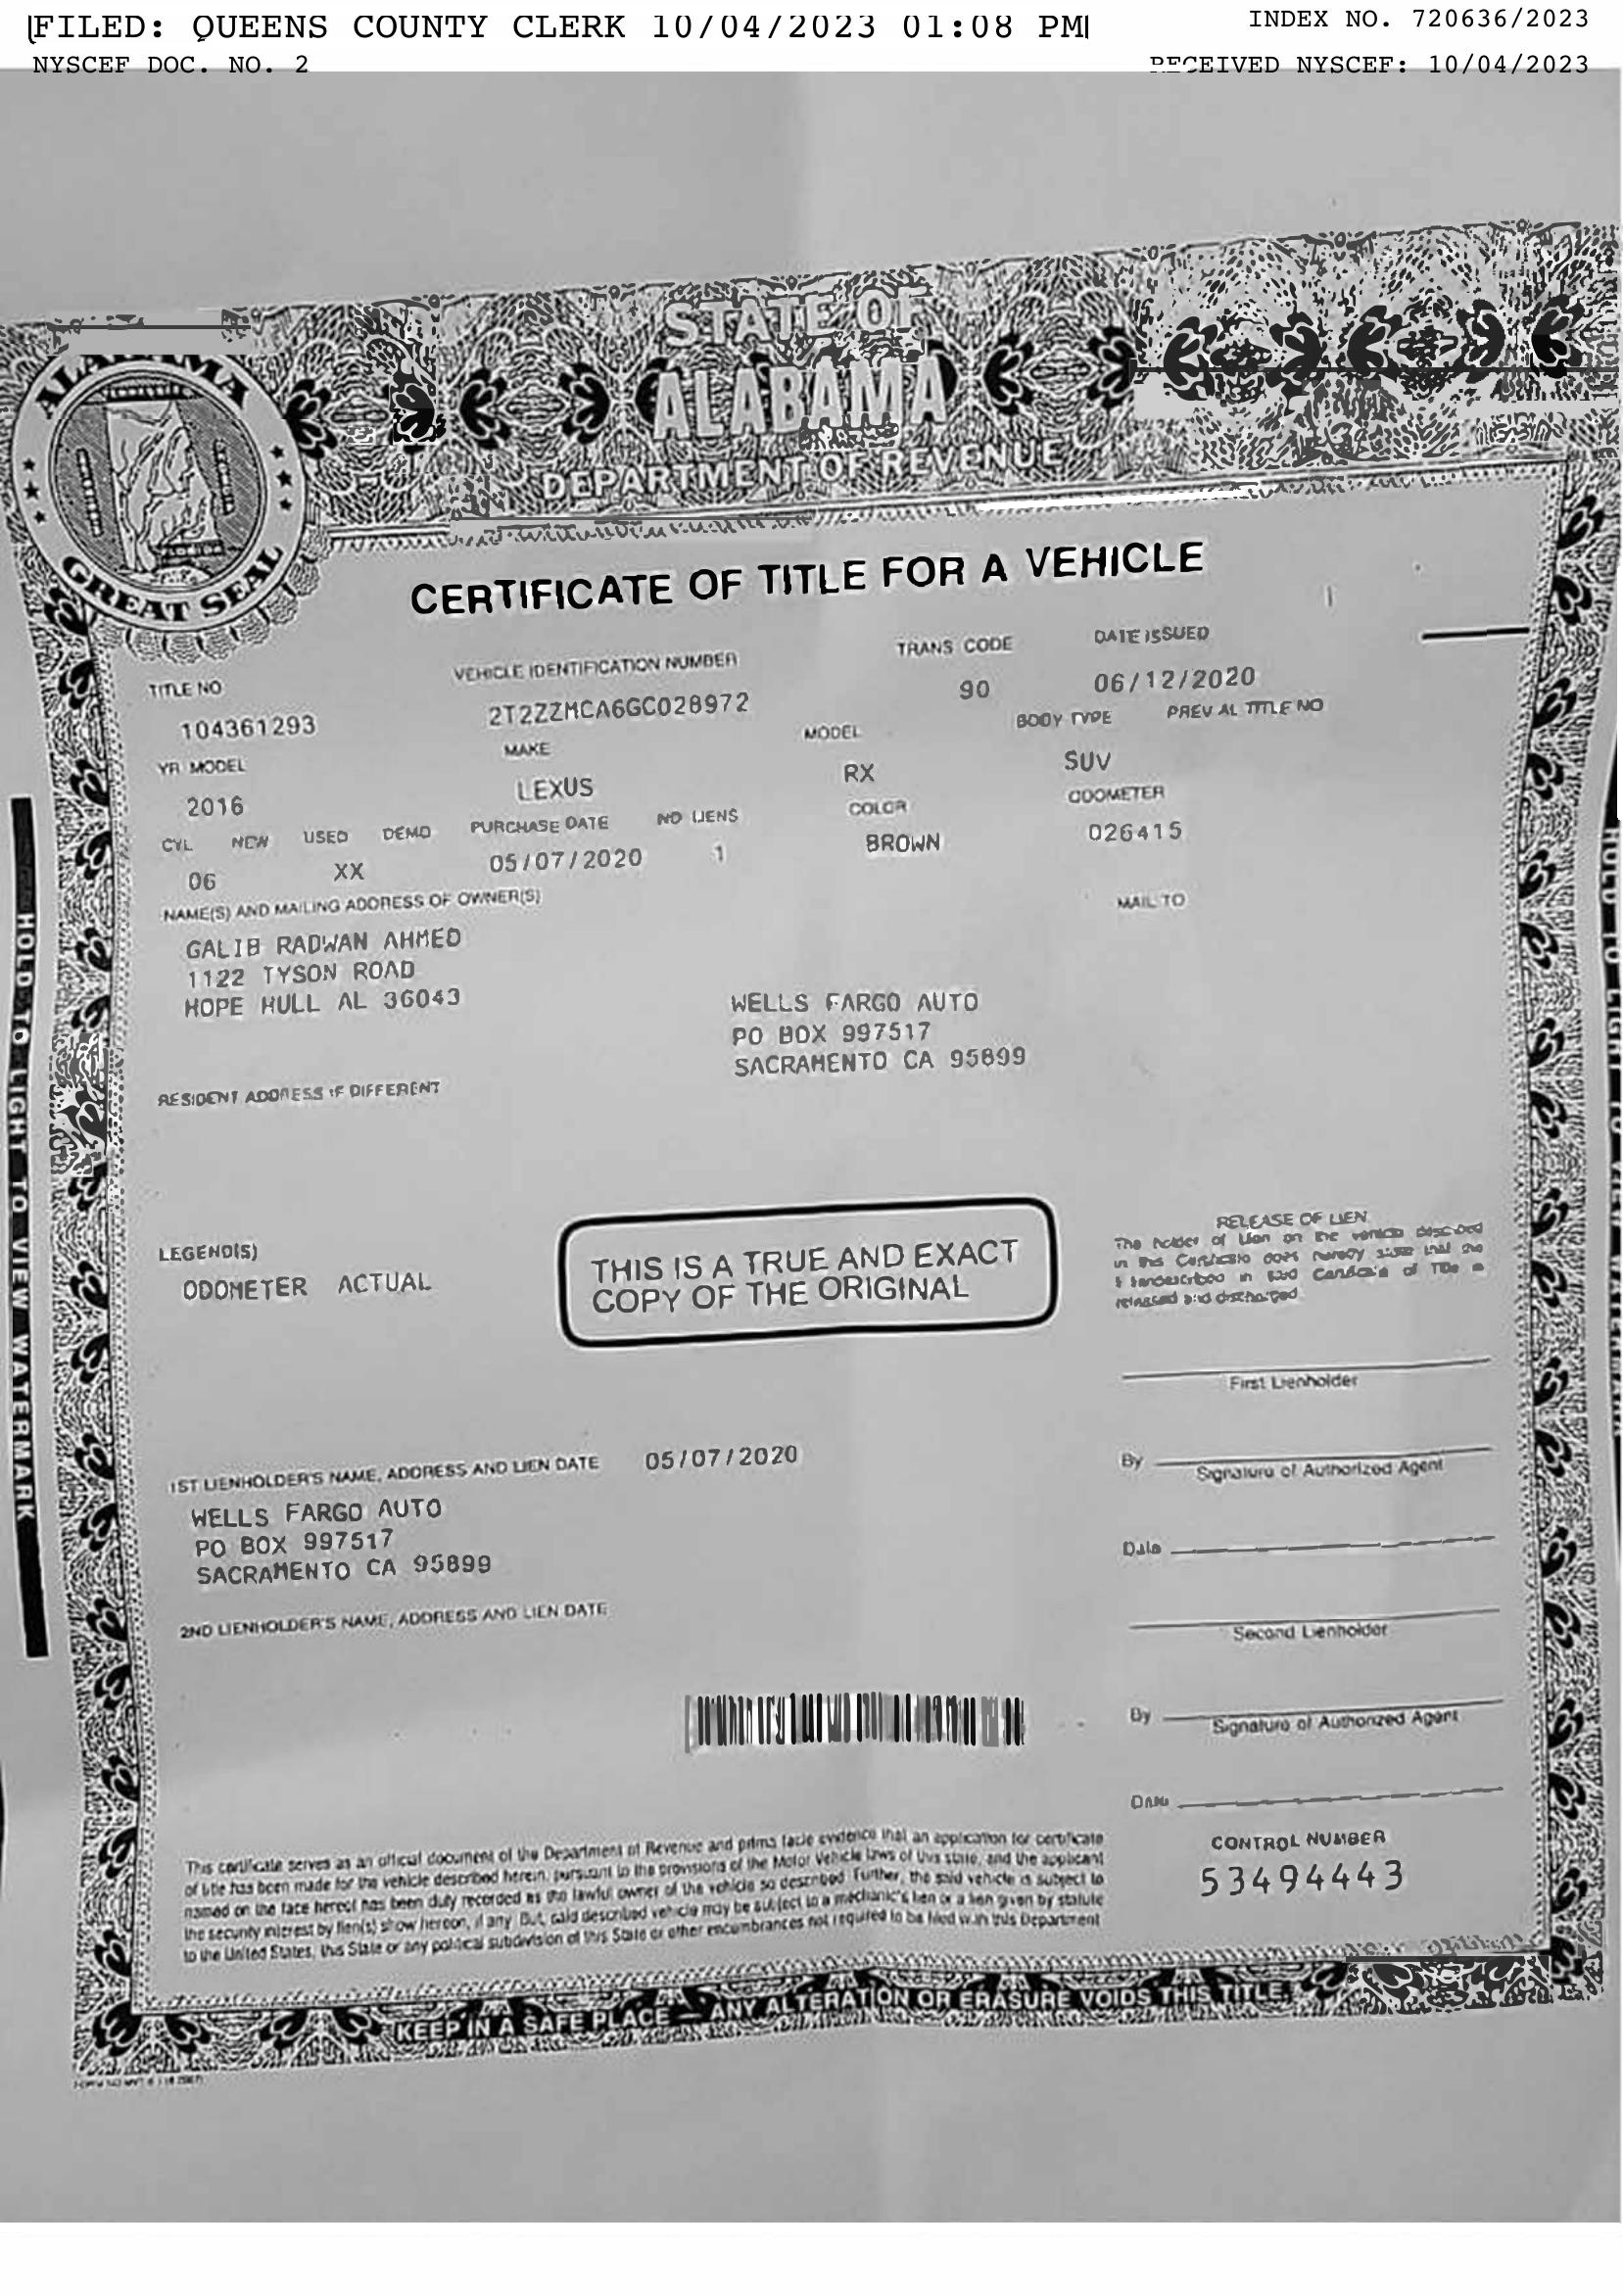 FILED: QUEENS COUNTY CLERK 10/04/2023 01:08 PM
INDEX NO. 720636/2023
NYSCEF DOC. NO. 2
RECEIVED NYSCEF: 10/04/2023
STATE OF
ALABAMA
DEPARTMENT OF REVENUE
ALABAMA
GREAT SEAL
CERTIFICATE OF TITLE FOR A VEHICLE
TITLE NO VEHICLE IDENTIFICATION NUMBER TRANS CODE DATE ISSUED
104361293 2T2ZZMCA6GC028972 90 06/12/2020
YR MODEL MAKE MODEL BODY TYPE PREV AL TITLE NO
2016 LEXUS RX SUV
CYL NEW USED DEMO PURCHASE DATE NO LIENS COLOR ODOMETER
06 XX 05/07/2020 1 BROWN 026415
NAME(S) AND MAILING ADDRESS OF OWNER(S) MAIL TO
GALIB RADWAN AHMED
1122 TYSON ROAD
HOPE HULL AL 36043
WELLS FARGO AUTO
PO BOX 997517
SACRAMENTO CA 95899
RESIDENT ADDRESS IF DIFFERENT
LEGEND(S)
ODOMETER ACTUAL
THIS IS A TRUE AND EXACT
COPY OF THE ORIGINAL
RELEASE OF LIEN
The holder of Lien on the vehicle described
in this Certificate does hereby state that the
described in said Certificate of Title is
released and discharged
First Lienholder
By
Signature of Authorized Agent
Date
Second Lienholder
By
Signature of Authorized Agent
Date
1ST LIENHOLDER'S NAME, ADDRESS AND LIEN DATE 05/07/2020
WELLS FARGO AUTO
PO BOX 997517
SACRAMENTO CA 95899
2ND LIENHOLDER'S NAME, ADDRESS AND LIEN DATE
CONTROL NUMBER
53494443
This certificate serves as an official document of the Department of Revenue and prima facie evidence that an application for certificate
of title has been made for the vehicle described herein, pursuant to the provisions of the Motor Vehicle laws of this state, and the applicant
named on the face hereof has been duly recorded as the lawful owner of the vehicle so described Further, the said vehicle is subject to
the security interest by lien(s) show hereon, if any But, said described vehicle may be subject to a mechanic's lien or a lien given by statute
to the United States, this State or any political subdivision of this State or other encumbrances not required to be filed with this Department
KEEP IN A SAFE PLACE — ANY ALTERATION OR ERASURE VOIDS THIS TITLE.
HOLD TO LIGHT TO VIEW WATERMARK